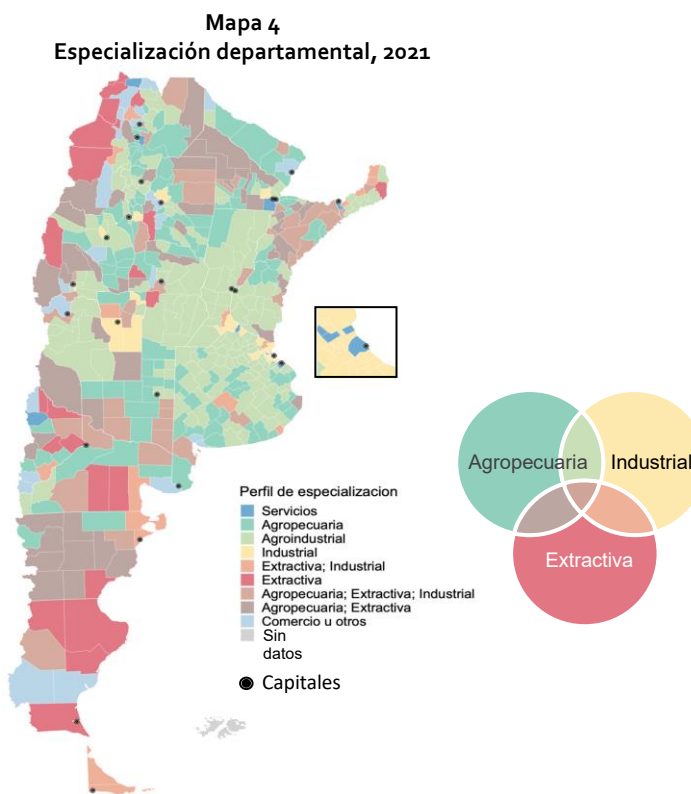 Mapa 4
Especialización departamental, 2021
Agropecuaria
Industrial
Extractiva
Perfil de especializacion
Servicios
Agropecuaria
Agroindustrial
Industrial
Extractiva; Industrial
Extractiva
Agropecuaria; Extractiva; Industrial
Agropecuaria; Extractiva
Comercio u otros
Sin
datos
Capitales